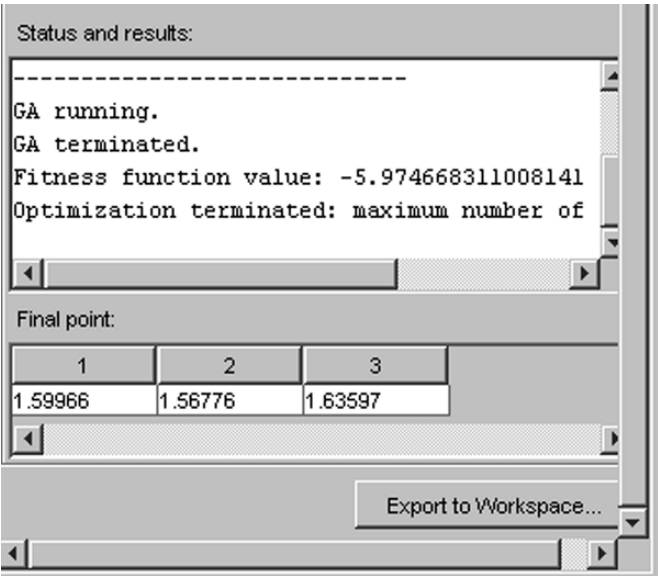 Status and results:
------------------------------
GA running.
GA terminated.
Fitness function value: -5.974668311008141
Optimization terminated: maximum number of
Final point:
1 2 3
1.59966 1.56776 1.63597
Export to Workspace...